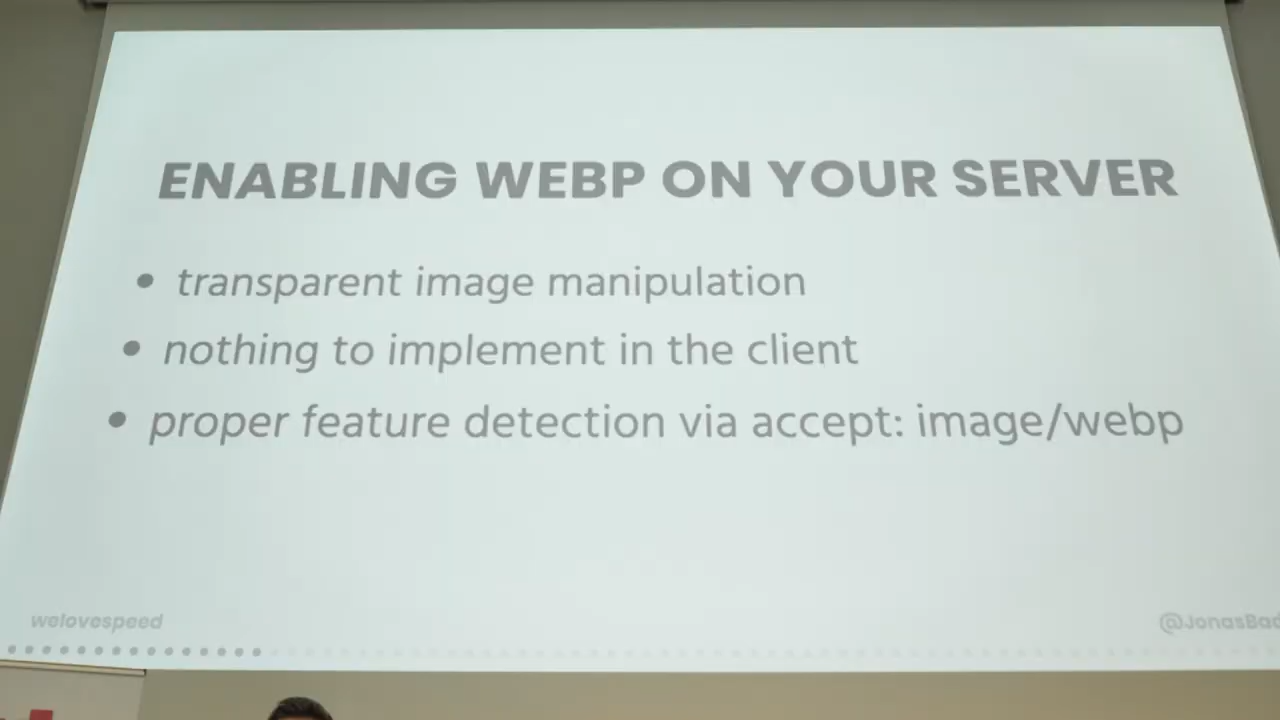 ENABLING WEBP ON YOUR SERVER
• transparent image manipulation
• nothing to implement in the client
• proper feature detection via accept: image/webp
welovespeed
@JonasBad